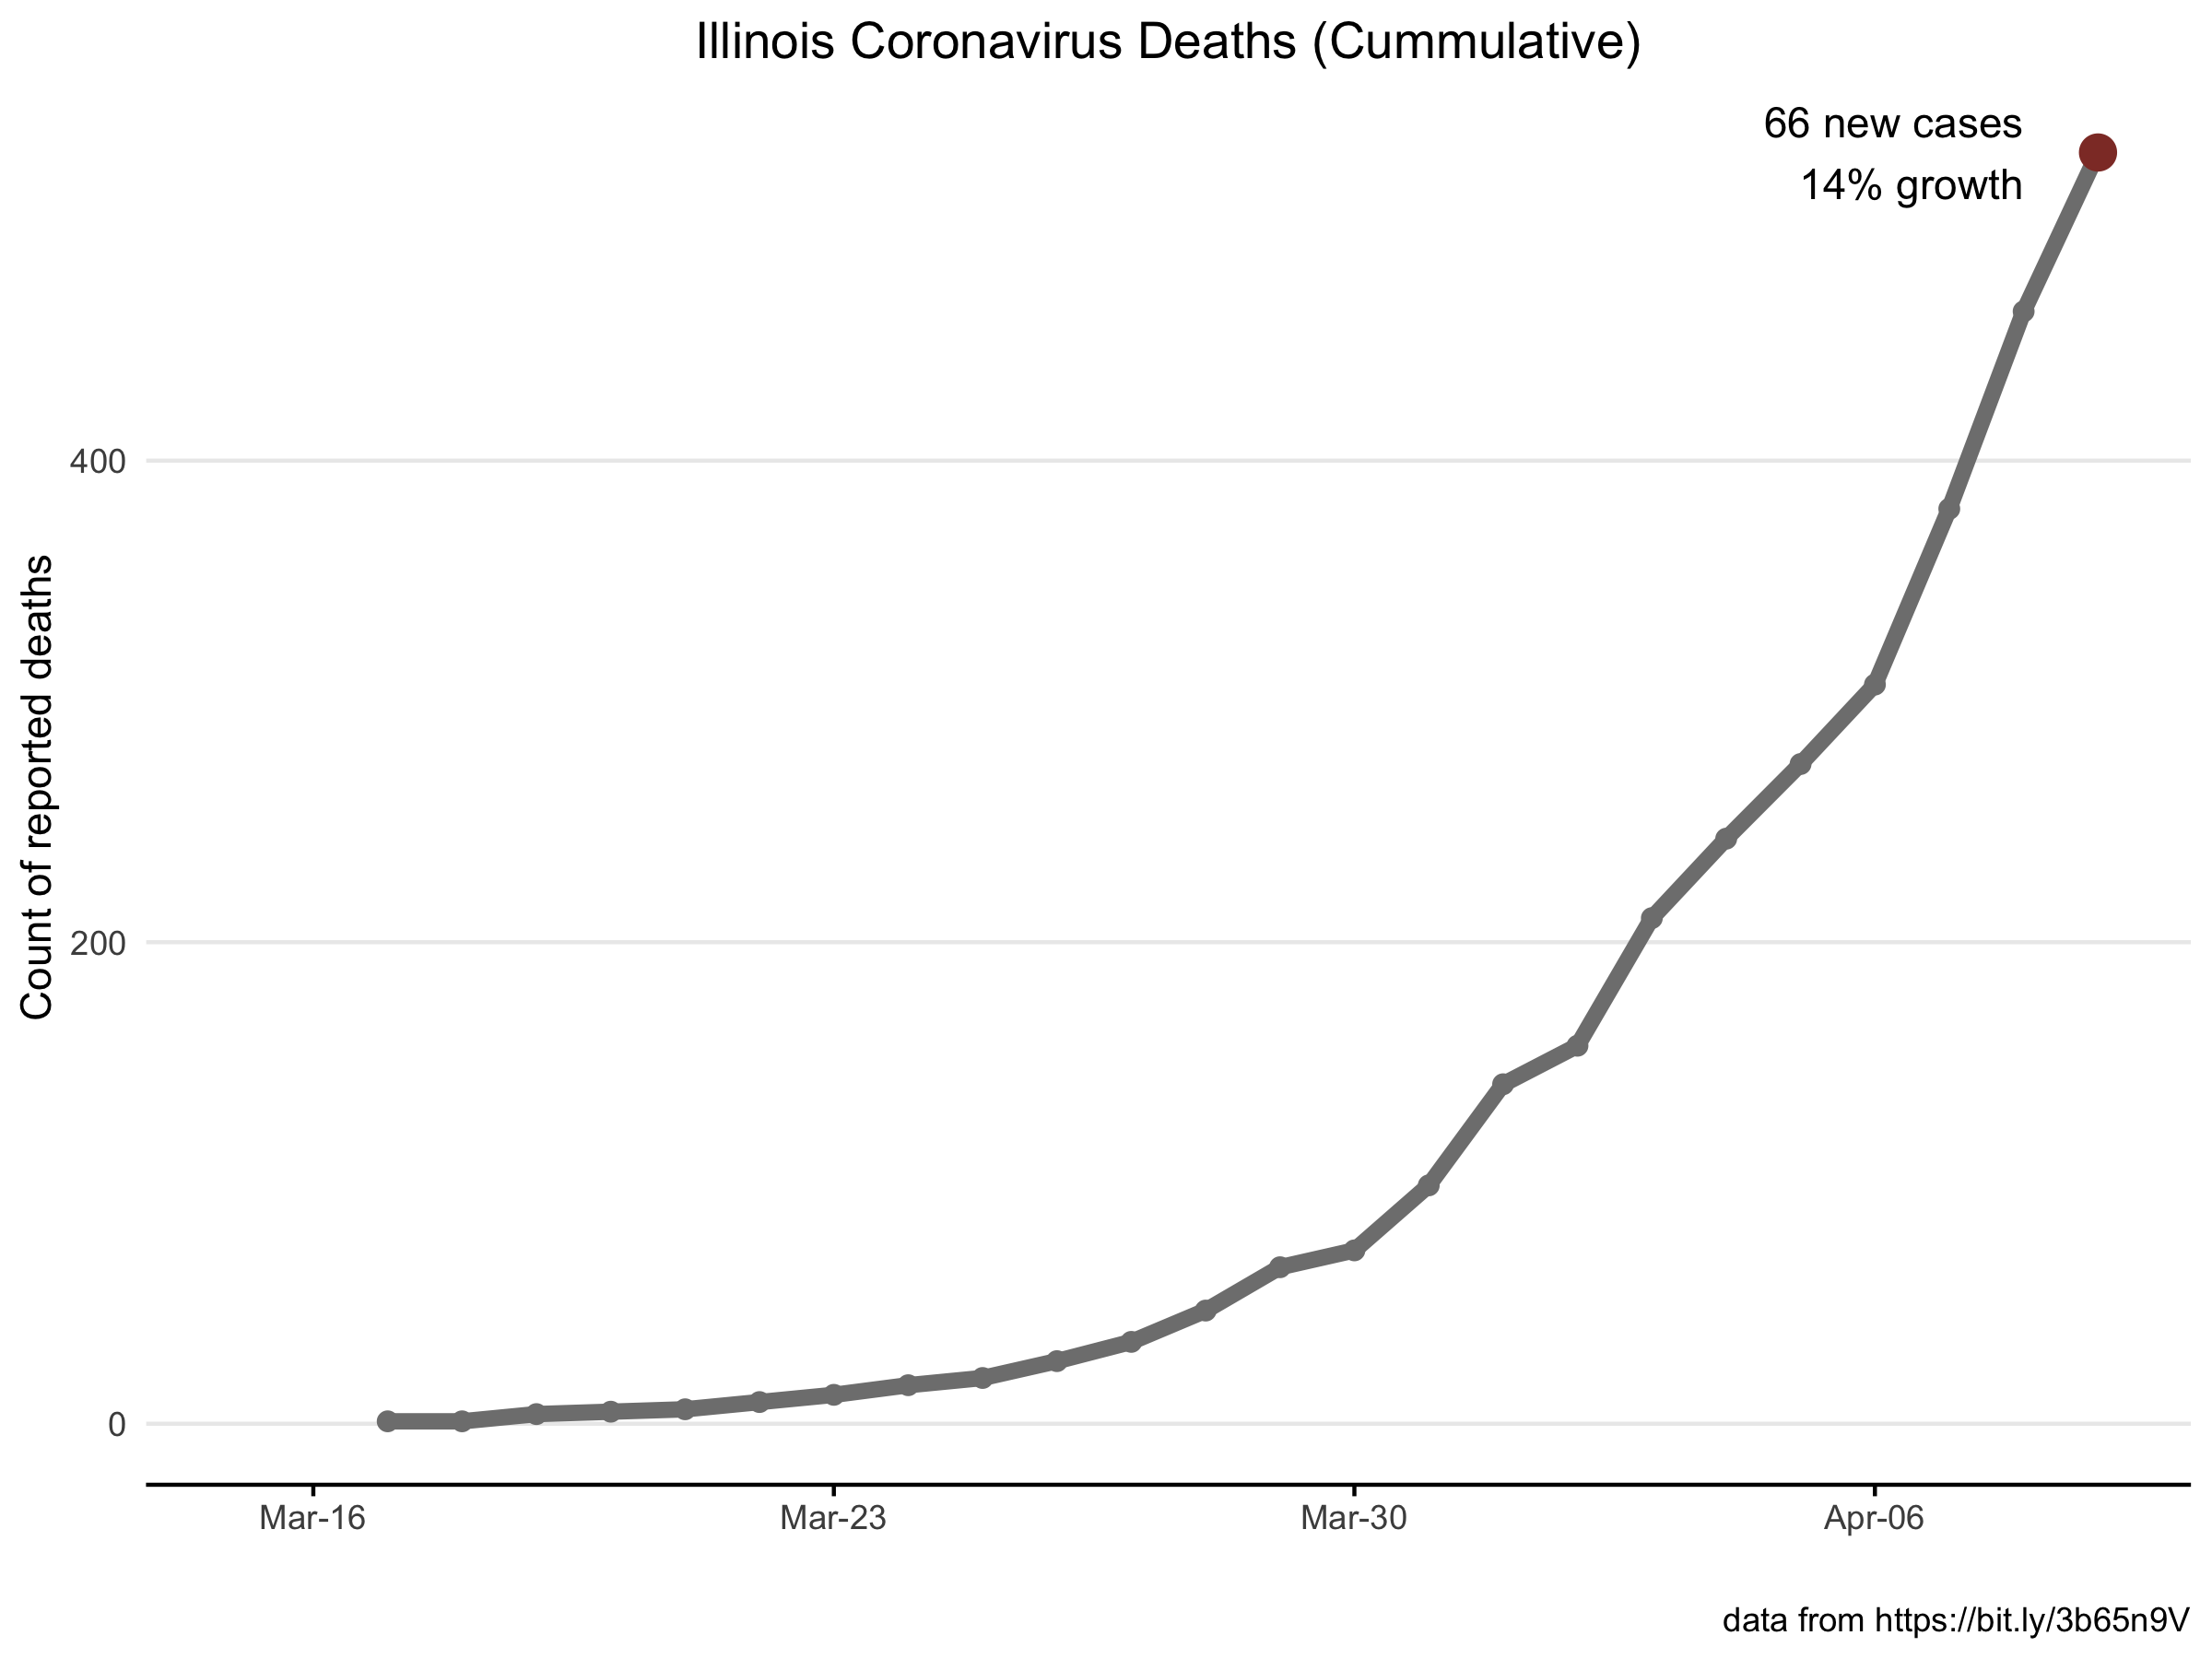 Illinois Coronavirus Deaths (Cummulative)
66 new cases
14% growth
Count of reported deaths
400
200
0
Mar-16
Mar-23
Mar-30
Apr-06
data from https://bit.ly/3b65n9V